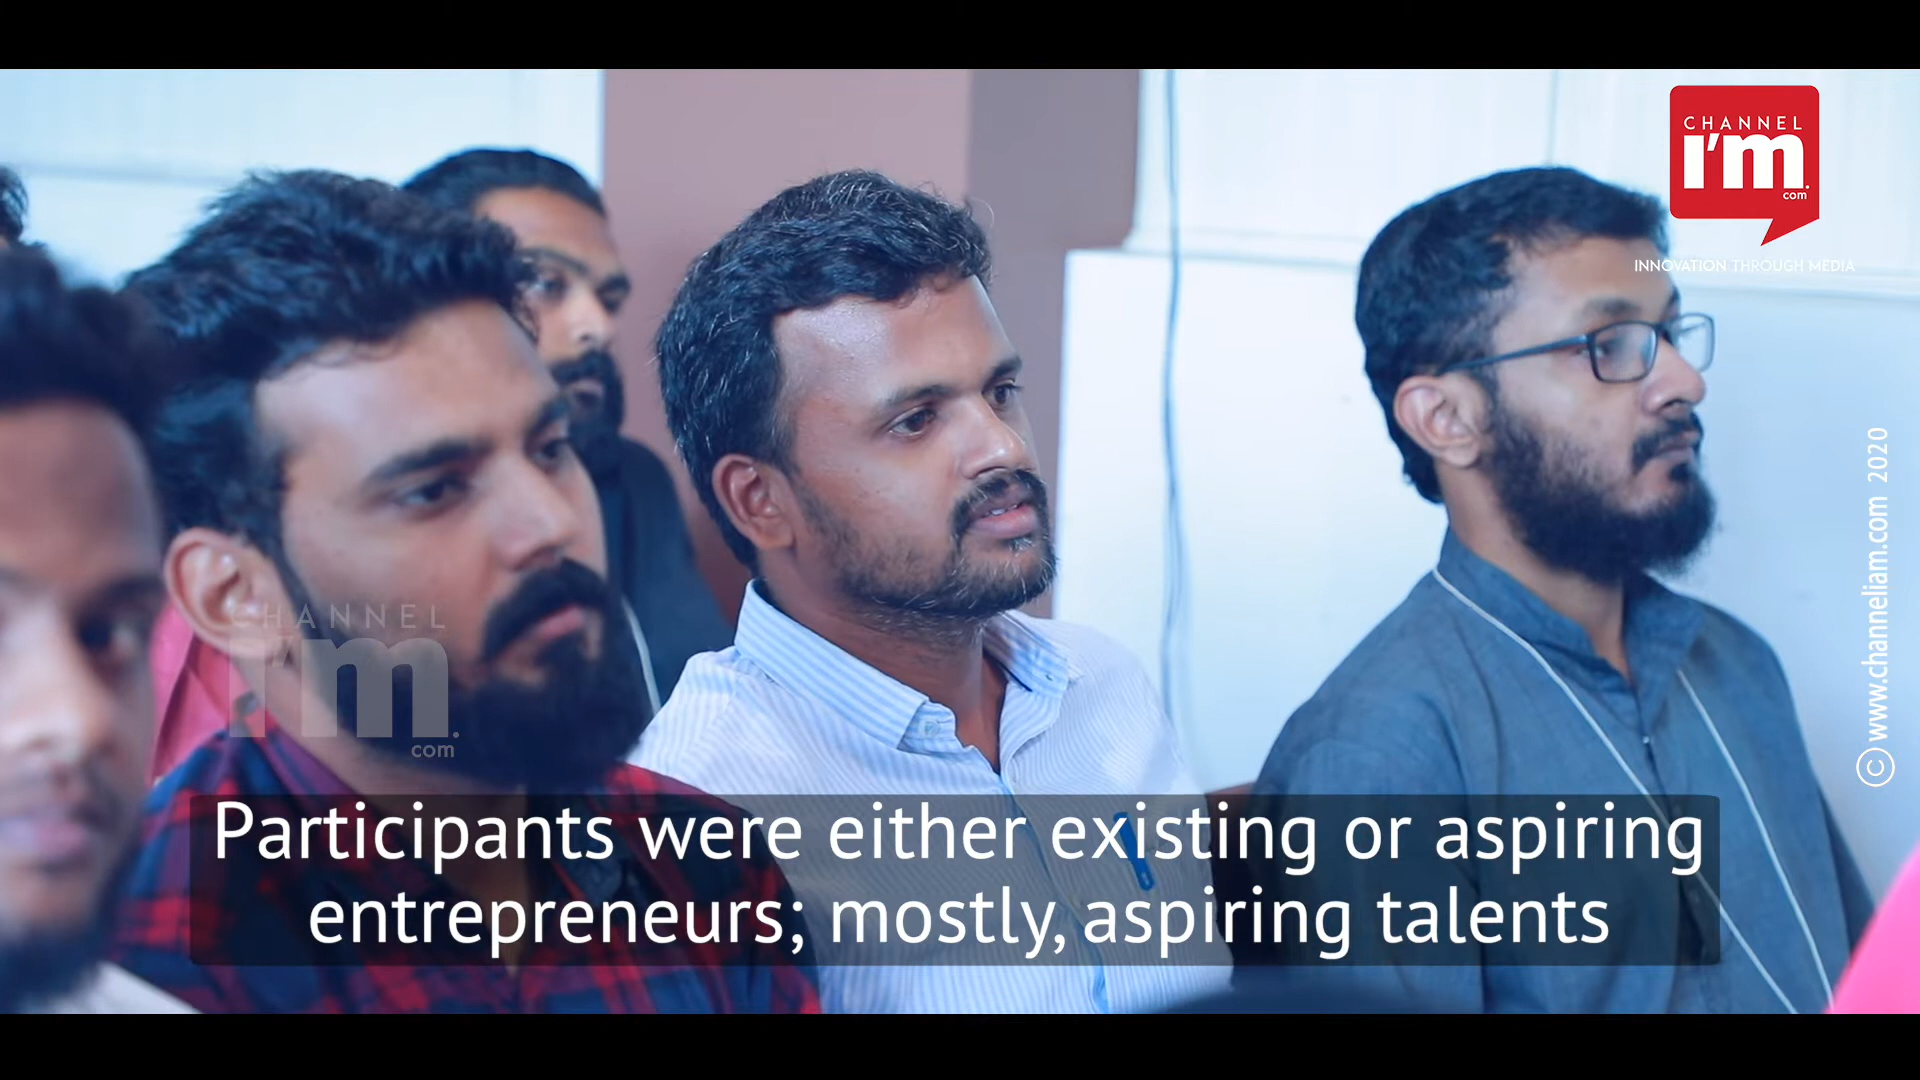 CHANNEL
I'm
com
INNOVATION THROUGH MEDIA
© www.channeliam.com 2020
CHANNEL
I'm.
com
Participants were either existing or aspiring
entrepreneurs; mostly, aspiring talents